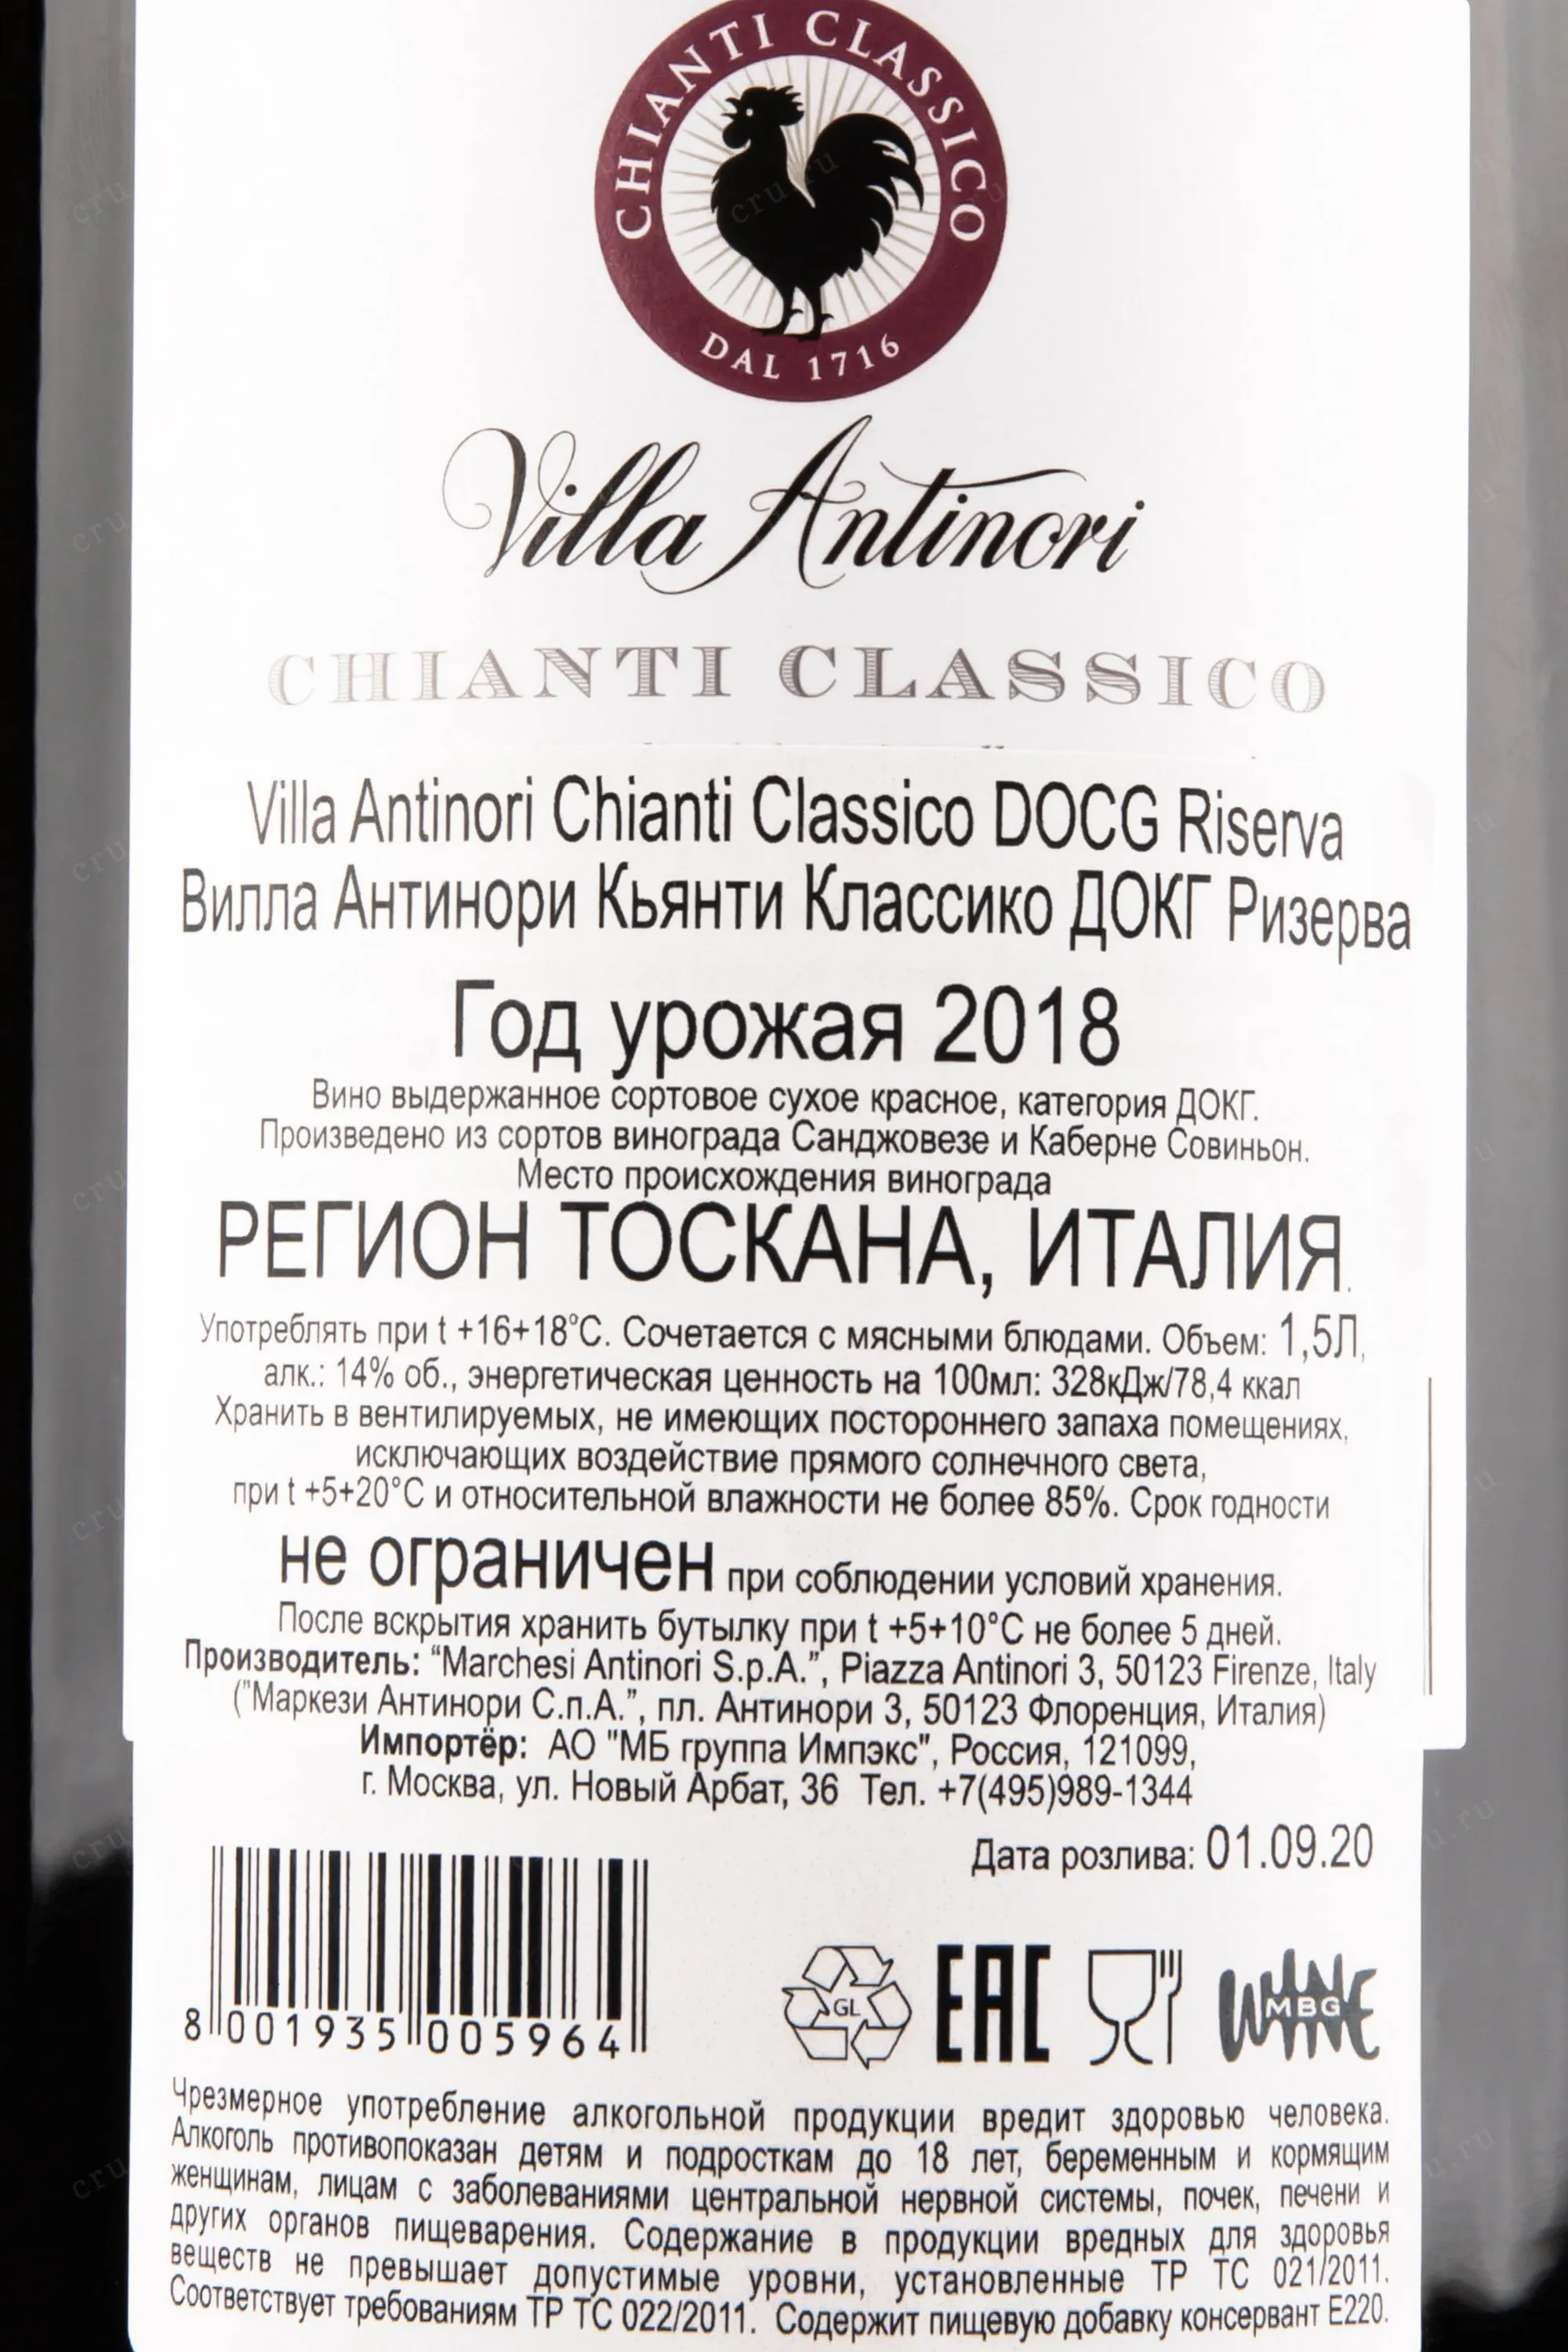 CHIANTI CLASSICO
DAL 1716
Villa Antinori
CHIANTI CLASSICO
Villa Antinori Chianti Classico DOCG Riserva
Вилла Антинори Кьянти Классико ДОКГ Ризерва
Год урожая 2018
Вино выдержанное сортовое сухое красное, категория ДОКГ.
Произведено из сортов винограда Санджовезе и Каберне Совиньон.
Место происхождения винограда
РЕГИОН ТОСКАНА, ИТАЛИЯ.
Употреблять при t +16+18°С. Сочетается с мясными блюдами. Объем: 1,5Л,
алк.: 14% об., энергетическая ценность на 100мл: 328кДж/78,4 ккал
Хранить в вентилируемых, не имеющих постороннего запаха помещениях,
исключающих воздействие прямого солнечного света,
при t +5+20°С и относительной влажности не более 85%. Срок годности
не ограничен при соблюдении условий хранения.
После вскрытия хранить бутылку при t +5+10°С не более 5 дней.
Производитель: “Marchesi Antinori S.p.A.”, Piazza Antinori 3, 50123 Firenze, Italy
("Маркези Антинори С.п.А.”, пл. Антинори 3, 50123 Флоренция, Италия)
Импортёр: АО "МБ группа Импэкс", Россия, 121099,
г. Москва, ул. Новый Арбат, 36 Тел. +7(495)989-1344
Дата розлива: 01.09.20
8 001935 005964
GL
EAC
WINE
MBG
Чрезмерное употребление алкогольной продукции вредит здоровью человека.
Алкоголь противопоказан детям и подросткам до 18 лет, беременным и кормящим
женщинам, лицам с заболеваниями центральной нервной системы, почек, печени и
других органов пищеварения. Содержание в продукции вредных для здоровья
веществ не превышает допустимые уровни, установленные ТР ТС 021/2011.
Соответствует требованиям ТР ТС 022/2011. Содержит пищевую добавку консервант Е220.
cru.ru